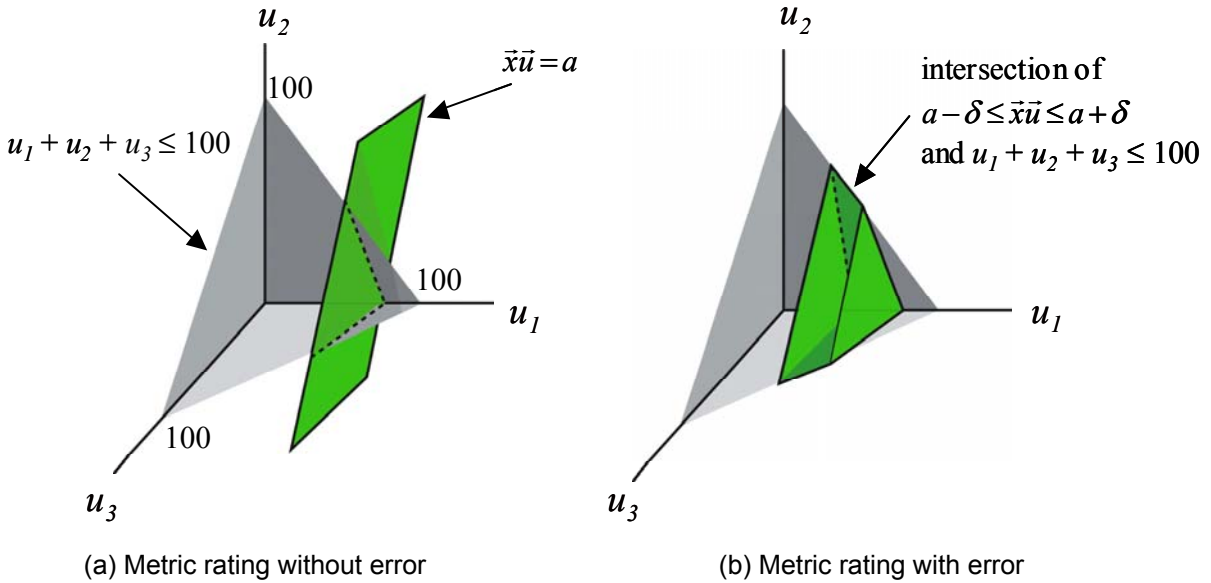 u₂
100
x⃗u⃗ = a
u₁ + u₂ + u₃ ≤ 100
100
u₁
100
u₃
(a) Metric rating without error
u₂
intersection of
a − δ ≤ x⃗u⃗ ≤ a + δ
and u₁ + u₂ + u₃ ≤ 100
u₁
u₃
(b) Metric rating with error